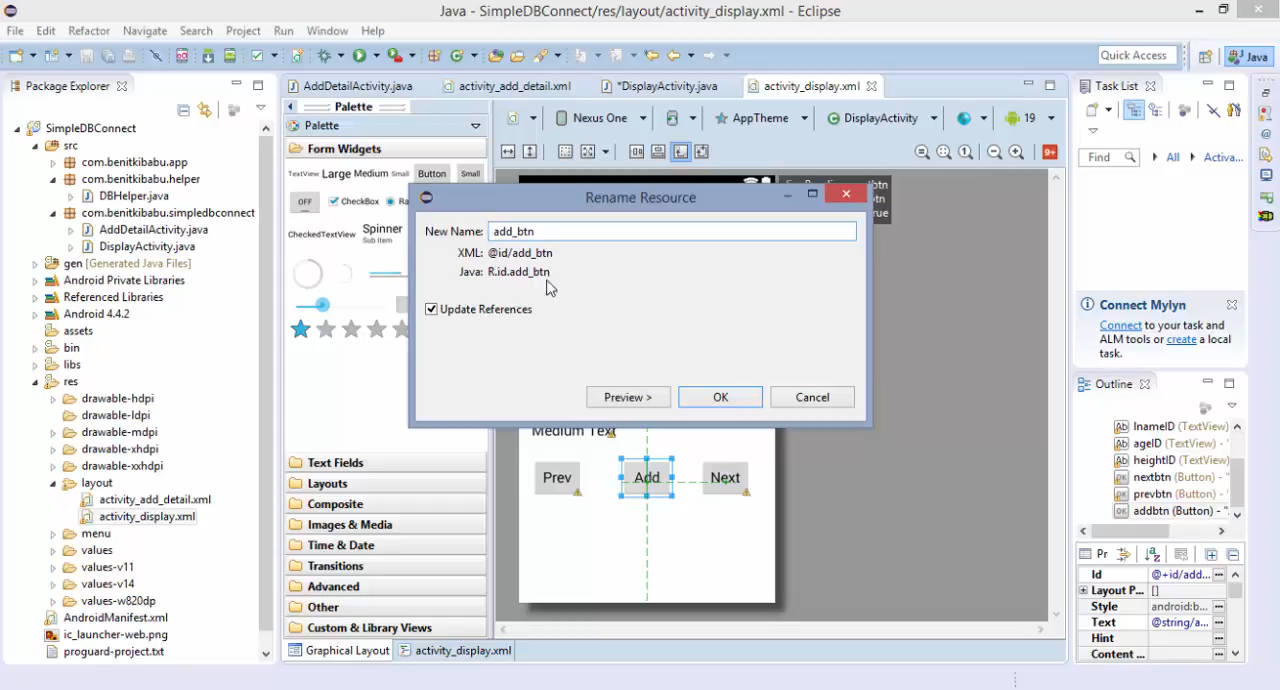 Java - SimpleDBConnect/res/layout/activity_display.xml - Eclipse
File Edit Refactor Navigate Search Project Run Window Help
Quick Access
Java
Package Explorer
AddDetailActivity.java
activity_add_detail.xml
*DisplayActivity.java
activity_display.xml
Task List
SimpleDBConnect
src
com.benitkibabu.app
com.benitkibabu.helper
DBHelper.java
com.benitkibabu.simpledbconnect
AddDetailActivity.java
DisplayActivity.java
gen [Generated Java Files]
Android Private Libraries
Referenced Libraries
Android 4.4.2
assets
bin
libs
res
drawable-hdpi
drawable-ldpi
drawable-mdpi
drawable-xhdpi
drawable-xxhdpi
layout
activity_add_detail.xml
activity_display.xml
menu
values
values-v11
values-v14
values-w820dp
AndroidManifest.xml
ic_launcher-web.png
proguard-project.txt
Palette
Palette
Form Widgets
TextView Large Medium Small Button Small
OFF CheckBox Ra
CheckedTextView Spinner
Sub Item
Text Fields
Layouts
Composite
Images & Media
Time & Date
Transitions
Advanced
Other
Custom & Library Views
Graphical Layout
activity_display.xml
Nexus One
AppTheme
DisplayActivity
19
9+
Rename Resource
New Name: add_btn
XML: @id/add_btn
Java: R.id.add_btn
Update References
Preview >
OK
Cancel
Medium Text
Prev
Add
Next
Find
All
Activa...
Connect Mylyn
Connect to your task and
ALM tools or create a local
task.
Outline
lnameID (TextView)
ageID (TextView) -
heightID (TextView)
nextbtn (Button) -
prevbtn (Button) -
addbtn (Button) - "
Pr
Id @+id/add...
Layout P... []
Style android:b...
Text @string/a...
Hint
Content ...